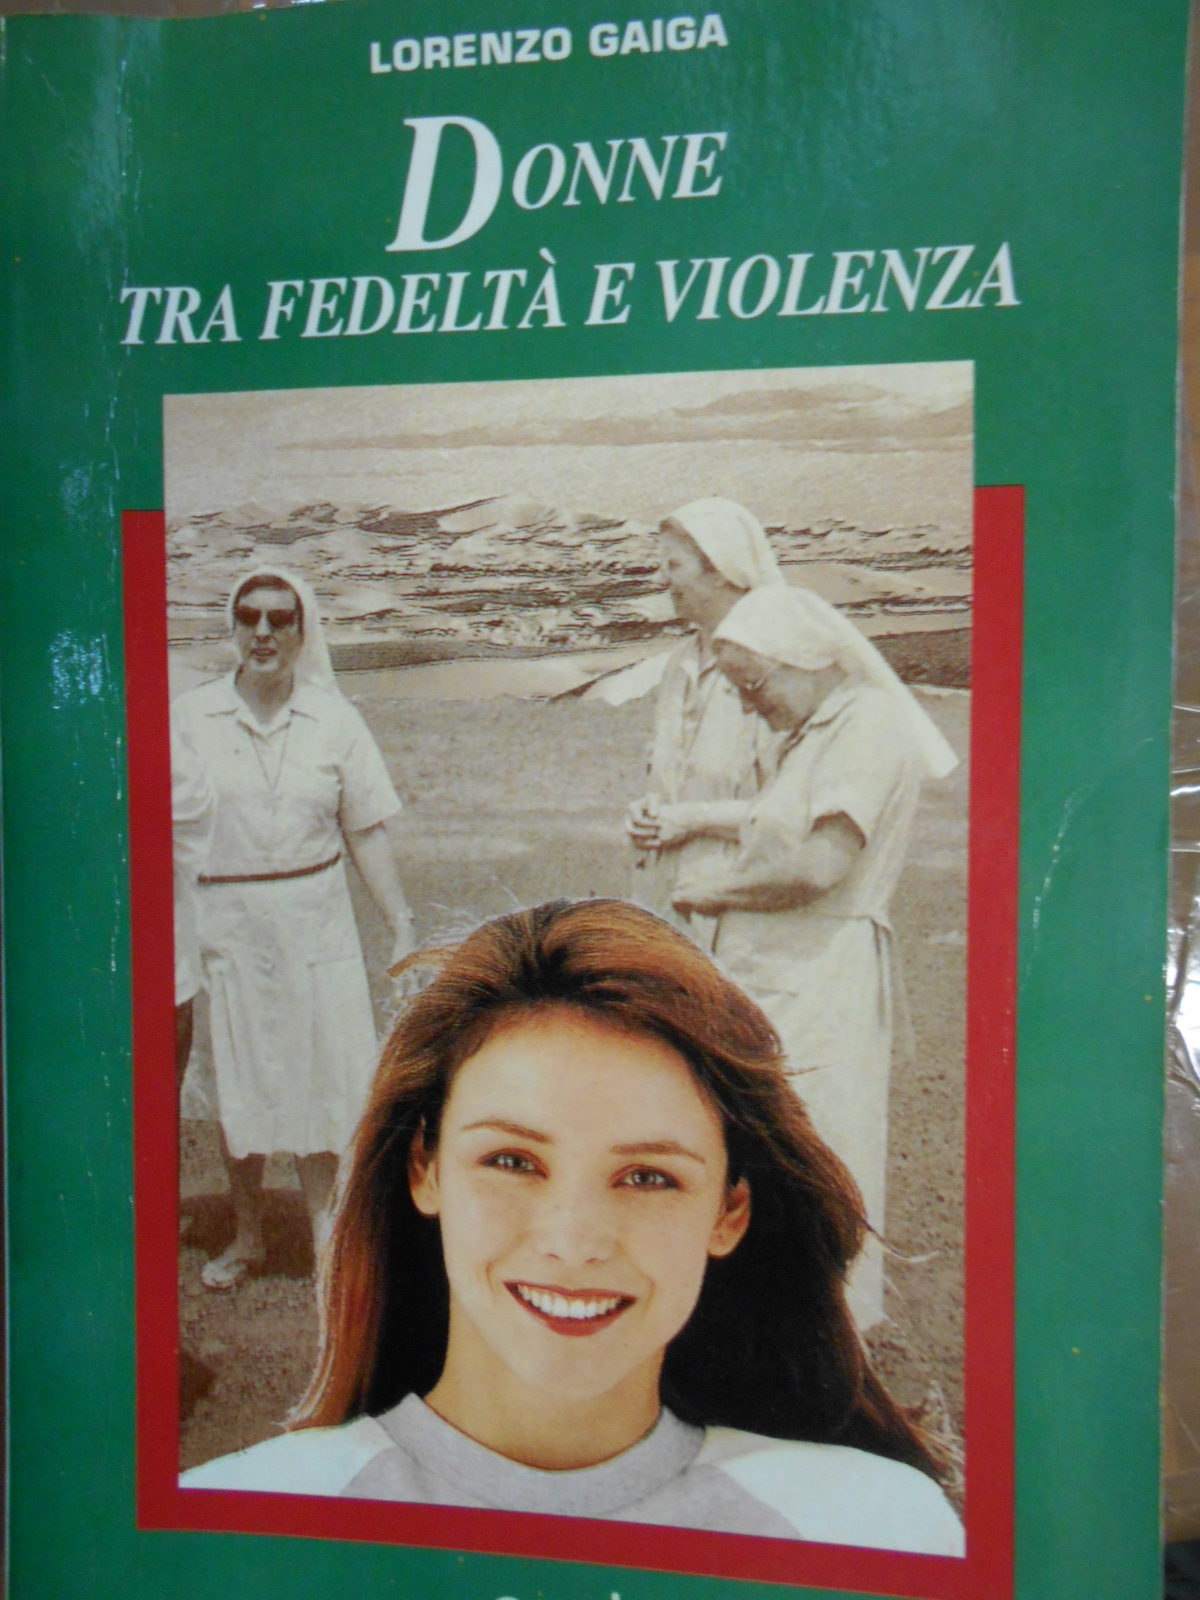 LORENZO GAIGA
DONNE
TRA FEDELTÀ E VIOLENZA